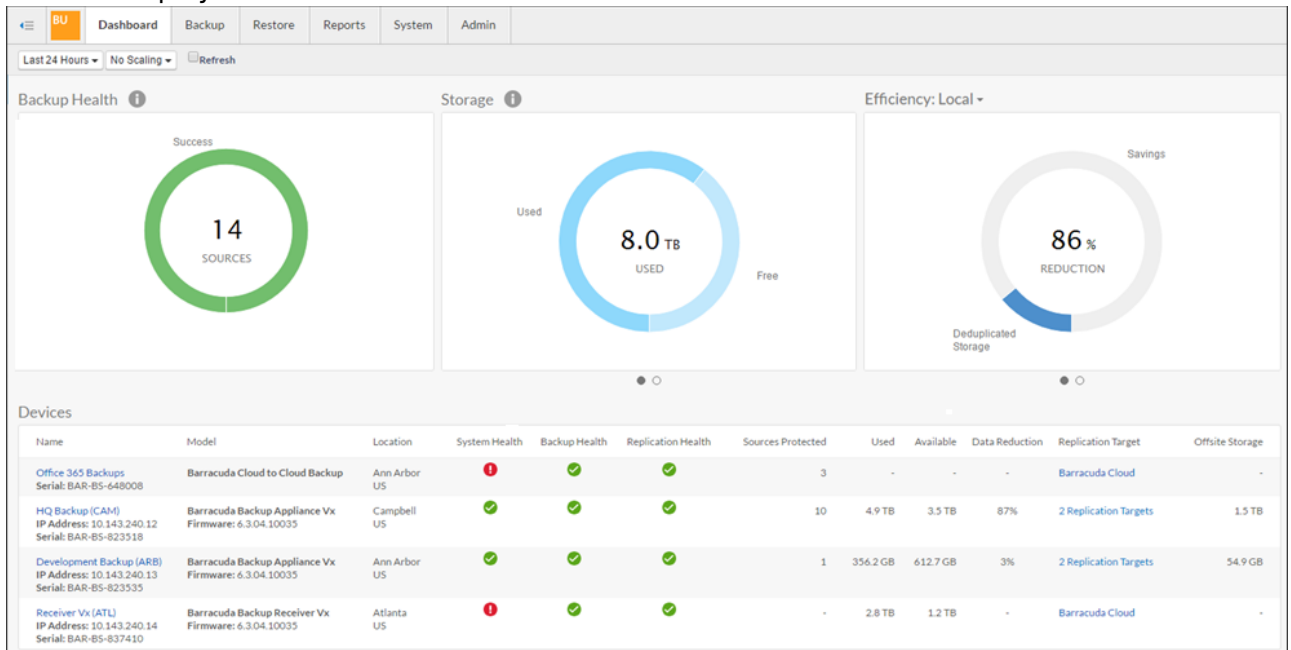 BU
Dashboard Backup Restore Reports System Admin
Last 24 Hours No Scaling Refresh
Backup Health i Storage i Efficiency: Local
Success
14
SOURCES
Used
8.0 TB
USED
Free
Savings
86 %
REDUCTION
Deduplicated
Storage
Devices
Name Model Location System Health Backup Health Replication Health Sources Protected Used Available Data Reduction Replication Target Offsite Storage
Office 365 Backups Barracuda Cloud to Cloud Backup Ann Arbor ! 3 - - - Barracuda Cloud -
Serial: BAR-BS-648008 US
HQ Backup (CAM) Barracuda Backup Appliance Vx Campbell 10 4.9 TB 3.5 TB 87% 2 Replication Targets 1.5 TB
IP Address: 10.143.240.12 Firmware: 6.3.04.10035 US
Serial: BAR-BS-823518
Development Backup (ARB) Barracuda Backup Appliance Vx Ann Arbor 1 356.2 GB 612.7 GB 3% 2 Replication Targets 54.9 GB
IP Address: 10.143.240.13 Firmware: 6.3.04.10035 US
Serial: BAR-BS-823535
Receiver Vx (ATL) Barracuda Backup Receiver Vx Atlanta ! - 2.8 TB 1.2 TB - Barracuda Cloud -
IP Address: 10.143.240.14 Firmware: 6.3.04.10035 US
Serial: BAR-BS-837410